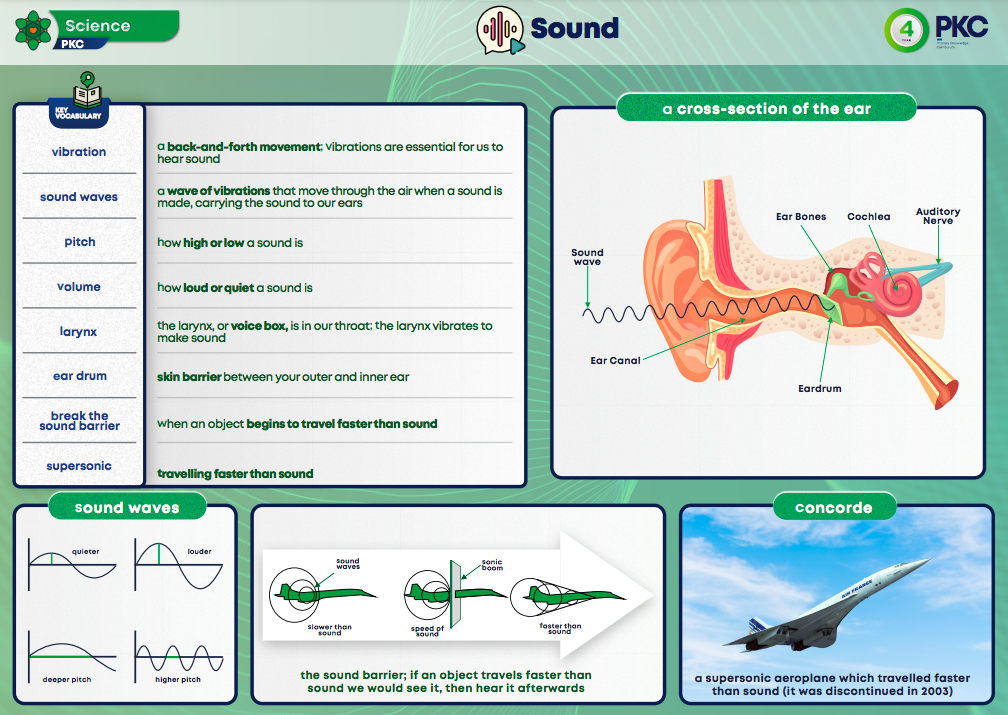 Science
PKC
Sound
4
YEAR
PKC
KEY
VOCABULARY
vibration
a back-and-forth movement; vibrations are essential for us to
hear sound
sound waves
a wave of vibrations that move through the air when a sound is
made, carrying the sound to our ears
pitch
how high or low a sound is
volume
how loud or quiet a sound is
larynx
the larynx, or voice box, is in our throat; the larynx vibrates to
make sound
ear drum
skin barrier between your outer and inner ear
break the
sound barrier
when an object begins to travel faster than sound
supersonic
travelling faster than sound
a cross-section of the ear
Sound
wave
Ear Bones
Cochlea
Auditory
Nerve
Ear Canal
Eardrum
sound waves
quieter
louder
deeper pitch
higher pitch
sound
waves
slower than
sound
speed of
sound
sonic
boom
faster than
sound
the sound barrier; if an object travels faster than
sound we would see it, then hear it afterwards
concorde
AIR FRANCE
a supersonic aeroplane which travelled faster
than sound (it was discontinued in 2003)